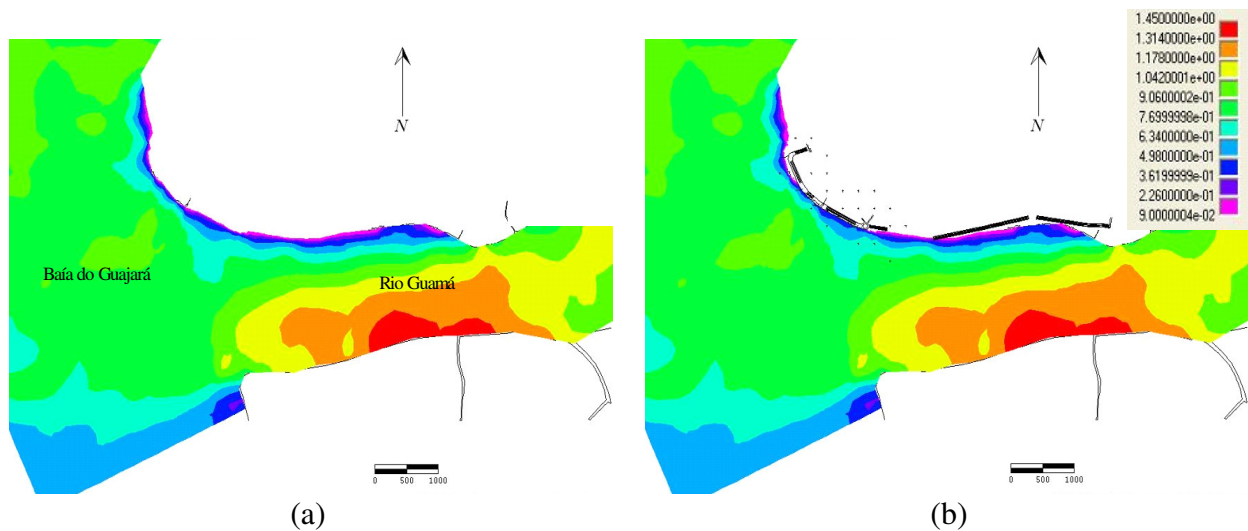 N
Baía do Guajará
Rio Guamá
0 500 1000
(a)
N
0 500 1000
(b)
1.4500000e+00
1.3140000e+00
1.1780000e+00
1.0420001e+00
9.0600002e-01
7.6999998e-01
6.3400000e-01
4.9800000e-01
3.6199999e-01
2.2600000e-01
9.0000004e-02